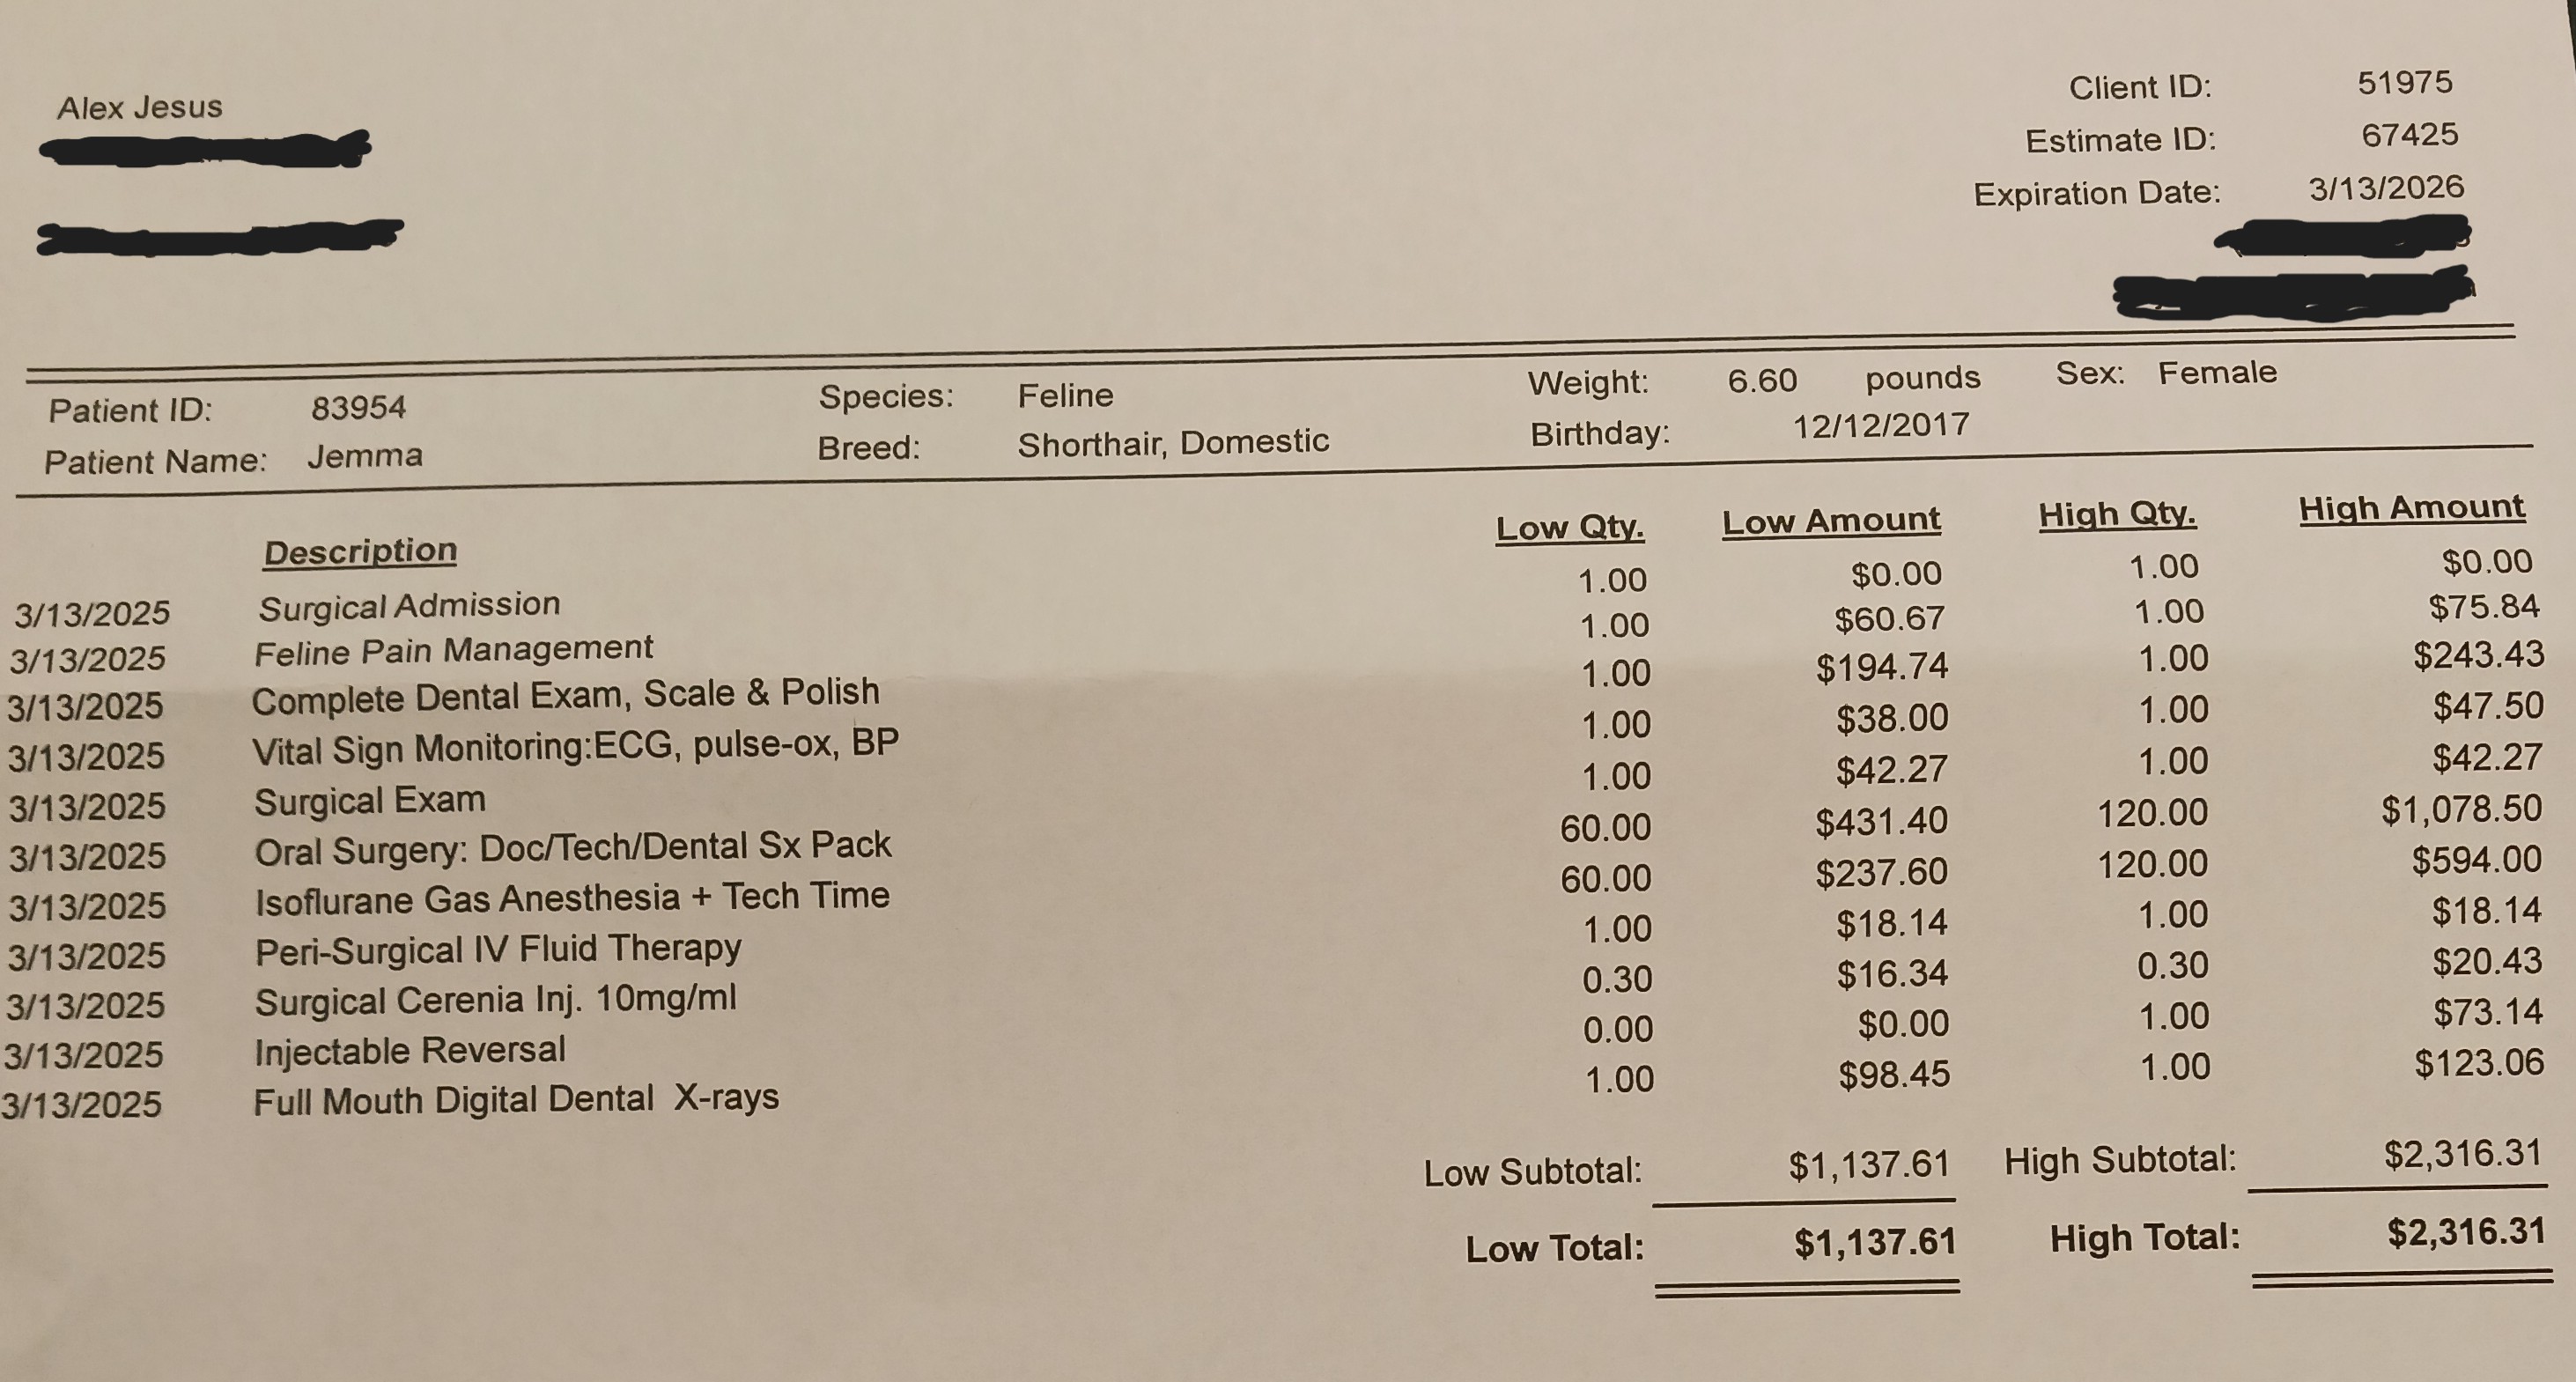 Alex Jesus
Client ID: 51975
Estimate ID: 67425
Expiration Date: 3/13/2026
Patient ID: 83954 Species: Feline Weight: 6.60 pounds Sex: Female
Patient Name: Jemma Breed: Shorthair, Domestic Birthday: 12/12/2017
Description Low Qty. Low Amount High Qty. High Amount
3/13/2025 Surgical Admission 1.00 $0.00 1.00 $0.00
3/13/2025 Feline Pain Management 1.00 $60.67 1.00 $75.84
3/13/2025 Complete Dental Exam, Scale & Polish 1.00 $194.74 1.00 $243.43
3/13/2025 Vital Sign Monitoring:ECG, pulse-ox, BP 1.00 $38.00 1.00 $47.50
3/13/2025 Surgical Exam 1.00 $42.27 1.00 $42.27
3/13/2025 Oral Surgery: Doc/Tech/Dental Sx Pack 60.00 $431.40 120.00 $1,078.50
3/13/2025 Isoflurane Gas Anesthesia + Tech Time 60.00 $237.60 120.00 $594.00
3/13/2025 Peri-Surgical IV Fluid Therapy 1.00 $18.14 1.00 $18.14
3/13/2025 Surgical Cerenia Inj. 10mg/ml 0.30 $16.34 0.30 $20.43
3/13/2025 Injectable Reversal 0.00 $0.00 1.00 $73.14
3/13/2025 Full Mouth Digital Dental X-rays 1.00 $98.45 1.00 $123.06
Low Subtotal: $1,137.61 High Subtotal: $2,316.31
Low Total: $1,137.61 High Total: $2,316.31